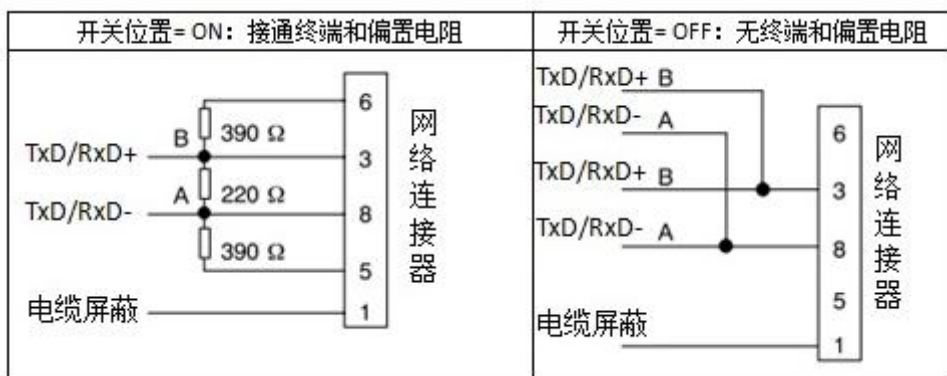 开关位置= ON：接通终端和偏置电阻
6
390 Ω
B
TxD/RxD+
3
A
220 Ω
TxD/RxD-
8
390 Ω
5
电缆屏蔽
1
网络连接器
开关位置= OFF：无终端和偏置电阻
TxD/RxD+ B
TxD/RxD- A
6
TxD/RxD+ B
3
TxD/RxD- A
8
5
电缆屏蔽
1
网络连接器